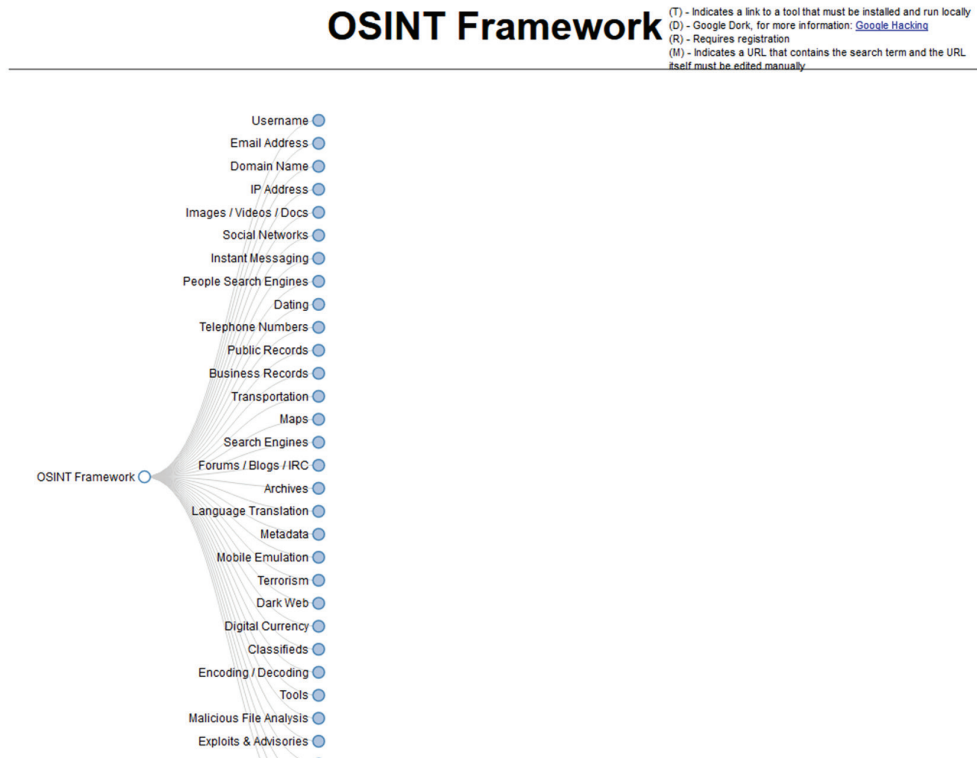 OSINT Framework
(T) - Indicates a link to a tool that must be installed and run locally
(D) - Google Dork, for more information: Google Hacking
(R) - Requires registration
(M) - Indicates a URL that contains the search term and the URL
itself must be edited manually
Username
Email Address
Domain Name
IP Address
Images / Videos / Docs
Social Networks
Instant Messaging
People Search Engines
Dating
Telephone Numbers
Public Records
Business Records
Transportation
Maps
Search Engines
Forums / Blogs / IRC
OSINT Framework
Archives
Language Translation
Metadata
Mobile Emulation
Terrorism
Dark Web
Digital Currency
Classifieds
Encoding / Decoding
Tools
Malicious File Analysis
Exploits & Advisories